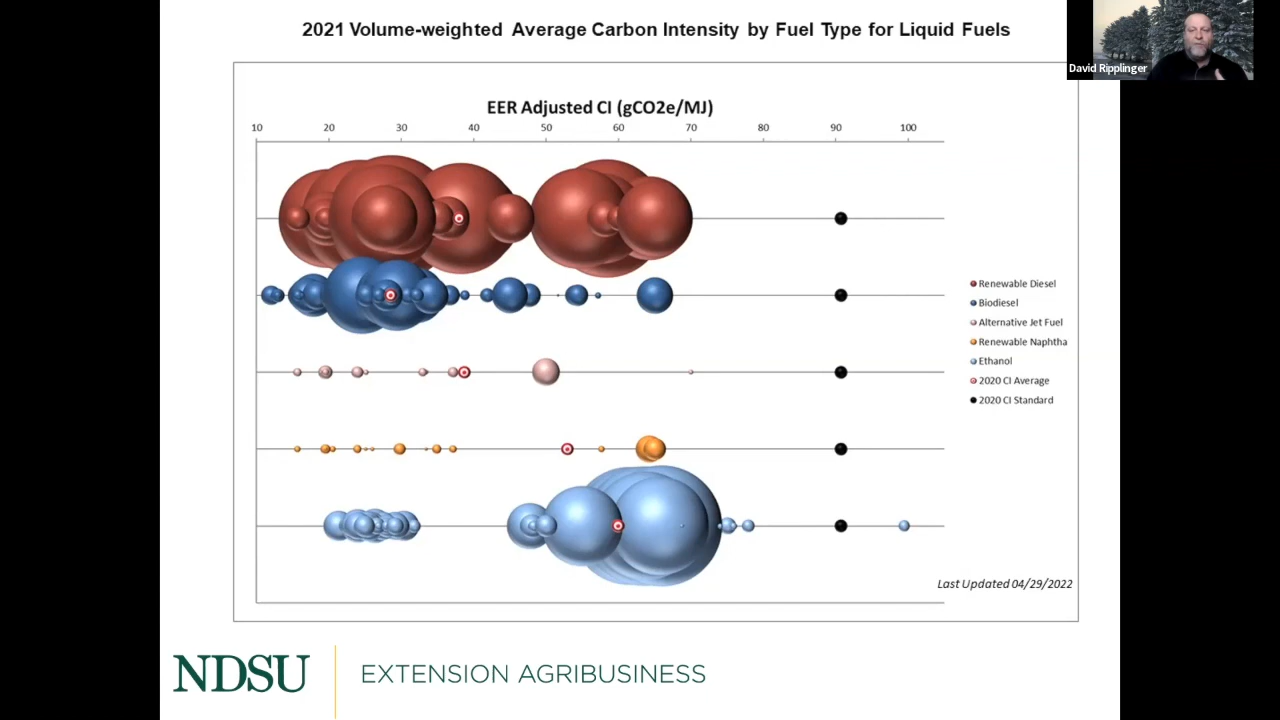 2021 Volume-weighted Average Carbon Intensity by Fuel Type for Liquid Fuels
David Ripplinger
EER Adjusted CI (gCO2e/MJ)
10 20 30 40 50 60 70 80 90 100
Renewable Diesel
Biodiesel
Alternative Jet Fuel
Renewable Naphtha
Ethanol
2020 CI Average
2020 CI Standard
Last Updated 04/29/2022
NDSU EXTENSION AGRIBUSINESS